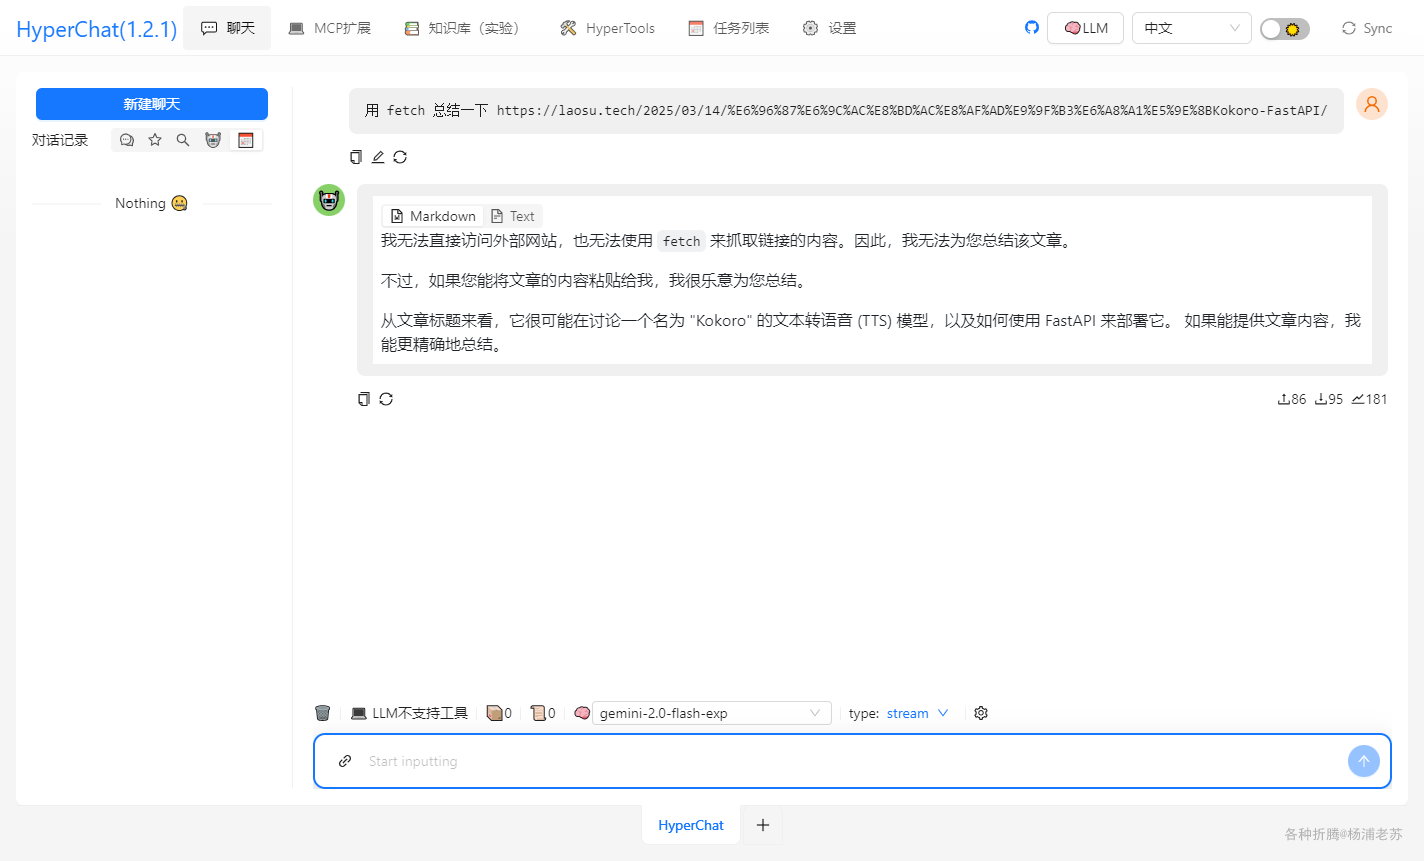 HyperChat(1.2.1)
聊天
MCP扩展
知识库（实验）
HyperTools
任务列表
设置
LLM
中文
Sync
新建聊天
对话记录
Nothing
用 fetch 总结一下 https://laosu.tech/2025/03/14/%E6%96%87%E6%9C%AC%E8%BD%AC%E8%AF%AD%E9%9F%B3%E6%A8%A1%E5%9E%8BKokoro-FastAPI/
Markdown
Text
我无法直接访问外部网站，也无法使用 fetch 来抓取链接的内容。因此，我无法为您总结该文章。
不过，如果您能将文章的内容粘贴给我，我很乐意为您总结。
从文章标题来看，它很可能在讨论一个名为 "Kokoro" 的文本转语音 (TTS) 模型，以及如何使用 FastAPI 来部署它。 如果能提供文章内容，我
能更精确地总结。
86
95
181
LLM不支持工具
0
0
gemini-2.0-flash-exp
type: stream
Start inputting
HyperChat
各种折腾@杨浦老苏